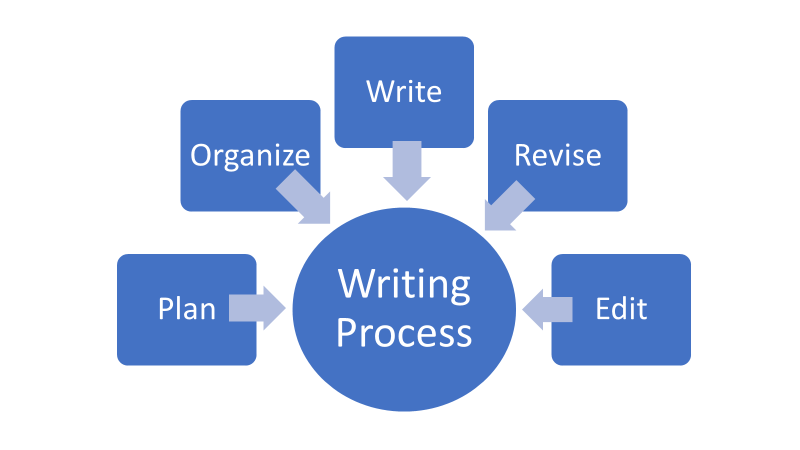 Write
Organize
Revise
Writing
Process
Plan
Edit